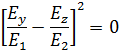 [E_y/E_1 − E_z/E_2]^2 = 0